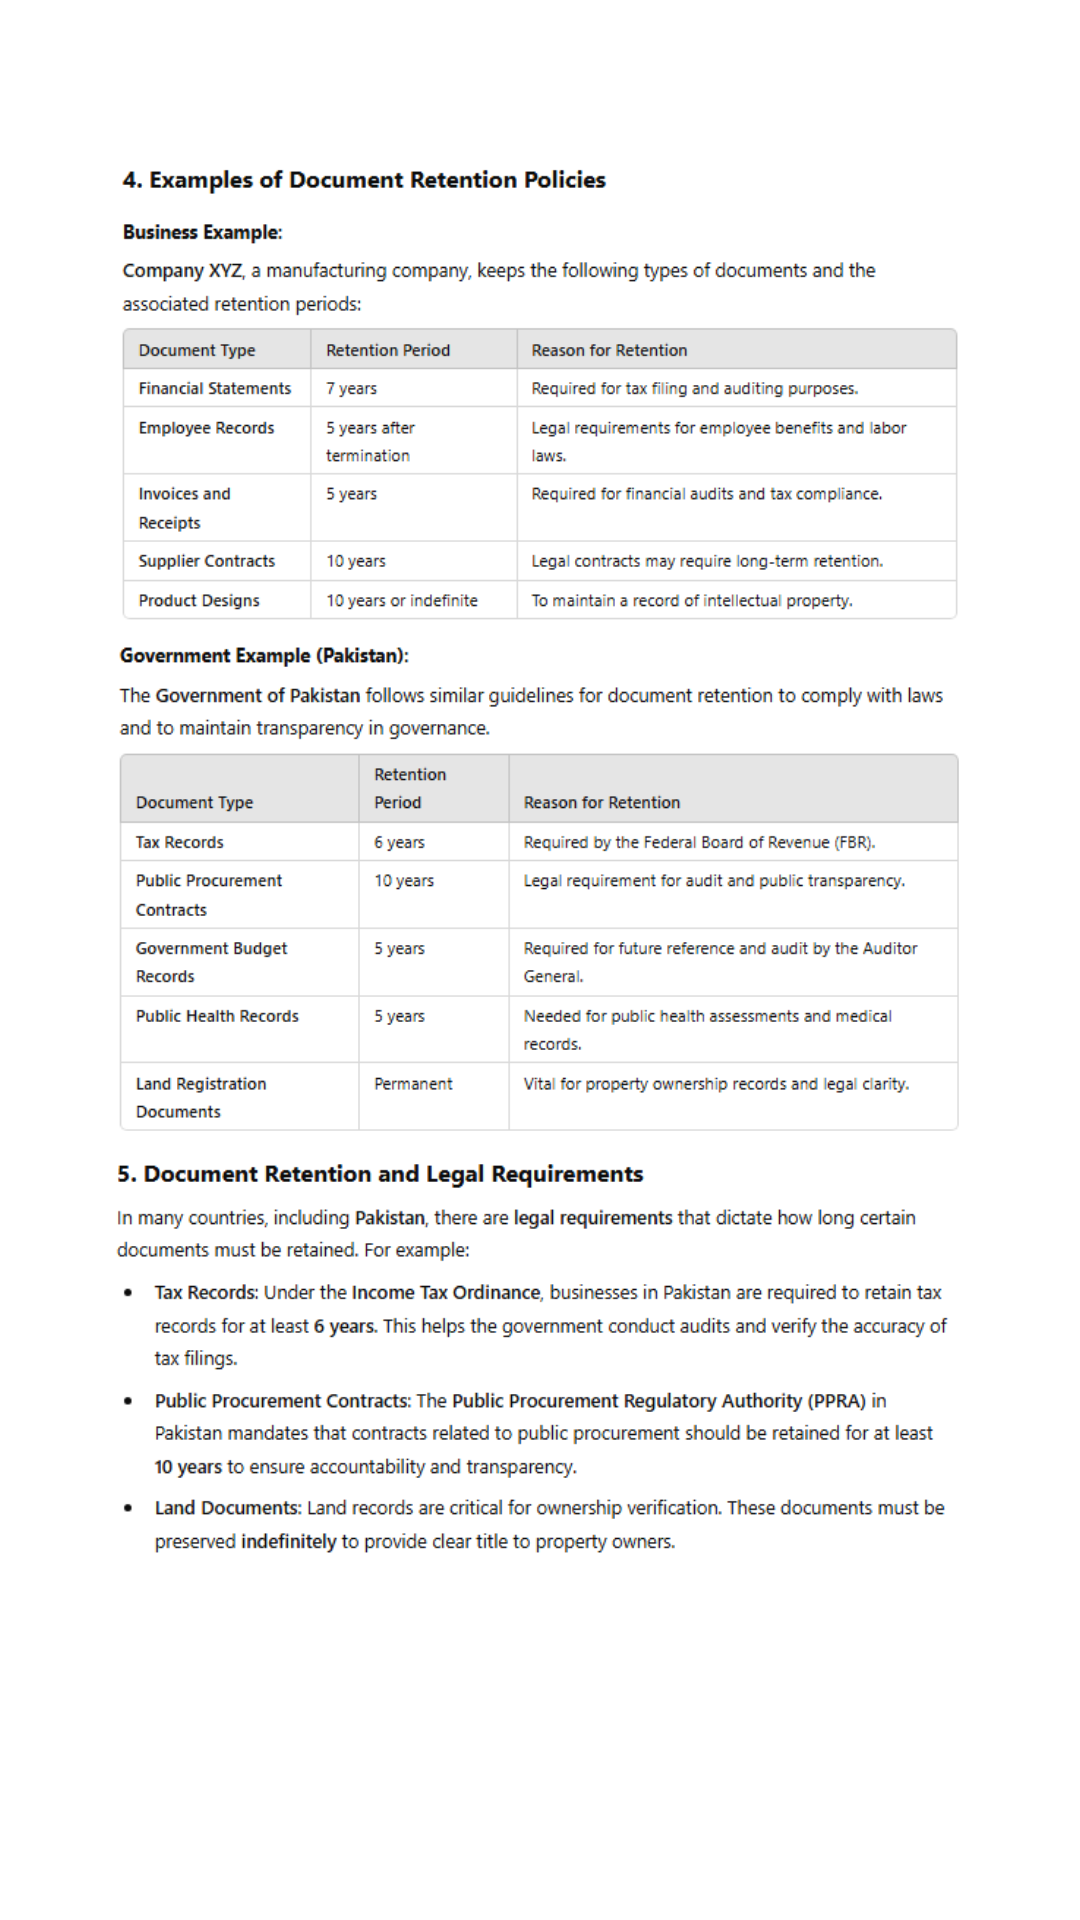 4. Examples of Document Retention Policies
Business Example:
Company XYZ, a manufacturing company, keeps the following types of documents and the
associated retention periods:
Document Type Retention Period Reason for Retention
Financial Statements 7 years Required for tax filing and auditing purposes.
Employee Records 5 years after Legal requirements for employee benefits and labor
termination laws.
Invoices and 5 years Required for financial audits and tax compliance.
Receipts
Supplier Contracts 10 years Legal contracts may require long-term retention.
Product Designs 10 years or indefinite To maintain a record of intellectual property.
Government Example (Pakistan):
The Government of Pakistan follows similar guidelines for document retention to comply with laws
and to maintain transparency in governance.
Retention
Document Type Period Reason for Retention
Tax Records 6 years Required by the Federal Board of Revenue (FBR).
Public Procurement 10 years Legal requirement for audit and public transparency.
Contracts
Government Budget 5 years Required for future reference and audit by the Auditor
Records General.
Public Health Records 5 years Needed for public health assessments and medical
records.
Land Registration Permanent Vital for property ownership records and legal clarity.
Documents
5. Document Retention and Legal Requirements
In many countries, including Pakistan, there are legal requirements that dictate how long certain
documents must be retained. For example:
• Tax Records: Under the Income Tax Ordinance, businesses in Pakistan are required to retain tax
records for at least 6 years. This helps the government conduct audits and verify the accuracy of
tax filings.
• Public Procurement Contracts: The Public Procurement Regulatory Authority (PPRA) in
Pakistan mandates that contracts related to public procurement should be retained for at least
10 years to ensure accountability and transparency.
• Land Documents: Land records are critical for ownership verification. These documents must be
preserved indefinitely to provide clear title to property owners.